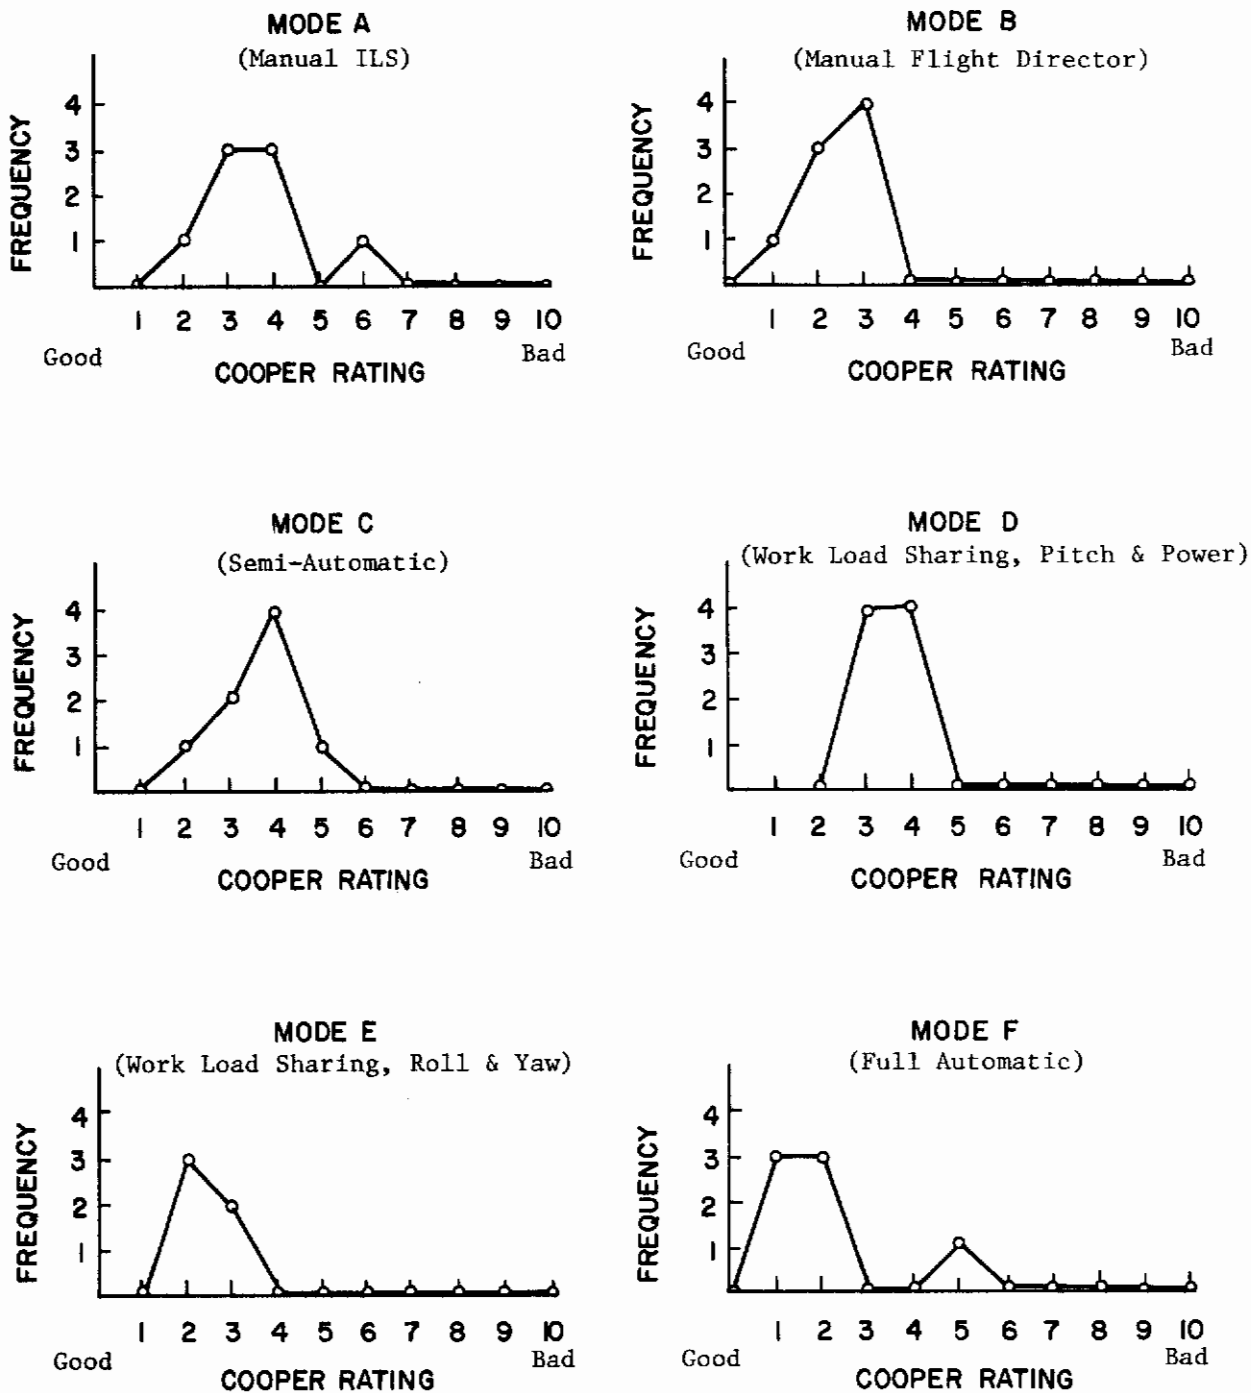 MODE A
(Manual ILS)
FREQUENCY
4
3
2
1
1 2 3 4 5 6 7 8 9 10
Good Bad
COOPER RATING
MODE B
(Manual Flight Director)
FREQUENCY
4
3
2
1
1 2 3 4 5 6 7 8 9 10
Good Bad
COOPER RATING
MODE C
(Semi-Automatic)
FREQUENCY
4
3
2
1
1 2 3 4 5 6 7 8 9 10
Good Bad
COOPER RATING
MODE D
(Work Load Sharing, Pitch & Power)
FREQUENCY
4
3
2
1
1 2 3 4 5 6 7 8 9 10
Good Bad
COOPER RATING
MODE E
(Work Load Sharing, Roll & Yaw)
FREQUENCY
4
3
2
1
1 2 3 4 5 6 7 8 9 10
Good Bad
COOPER RATING
MODE F
(Full Automatic)
FREQUENCY
4
3
2
1
1 2 3 4 5 6 7 8 9 10
Good Bad
COOPER RATING